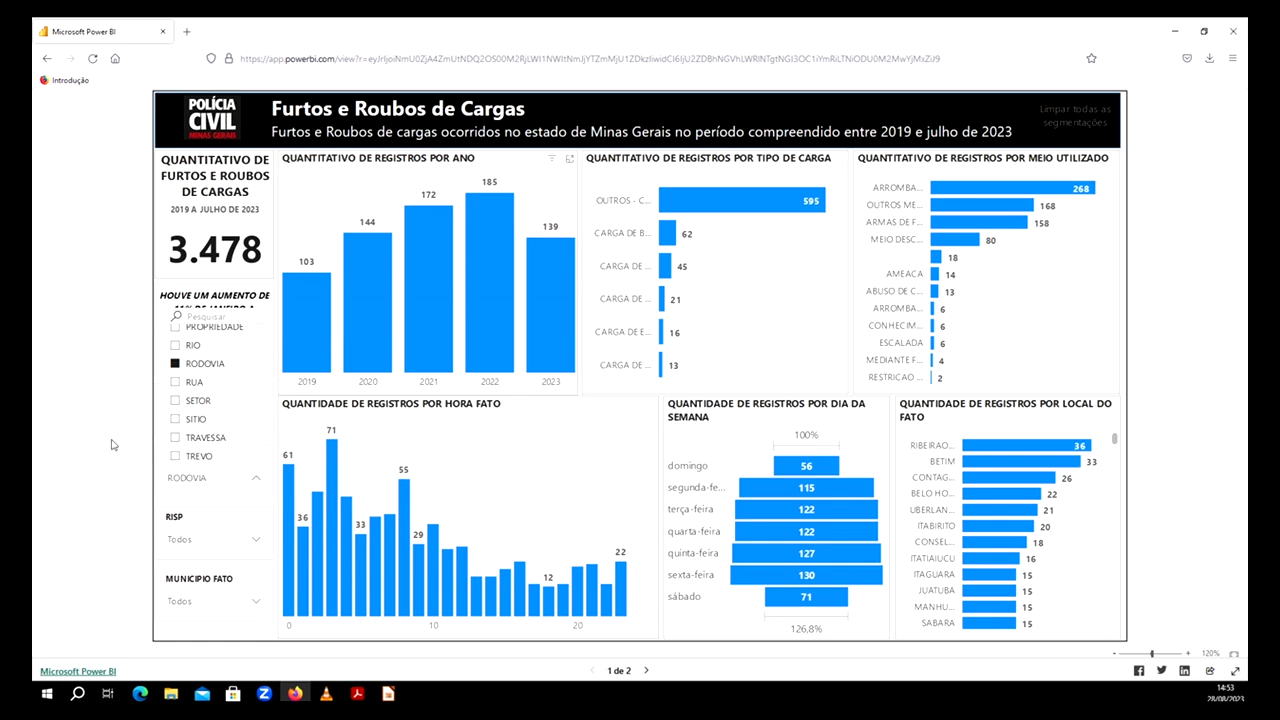 Microsoft Power BI
https://app.powerbi.com/view?r=
Introdução
POLÍCIA
CIVIL
MINAS GERAIS
Furtos e Roubos de Cargas
Furtos e Roubos de cargas ocorridos no estado de Minas Gerais no período compreendido entre 2019 e julho de 2023
Limpar todas as
segmentações
QUANTITATIVO DE
FURTOS E ROUBOS
DE CARGAS
2019 A JULHO DE 2023
3.478
HOUVE UM AUMENTO DE
Pesquisar
PROPRIEDADE
RIO
RODOVIA
RUA
SETOR
SITIO
TRAVESSA
TREVO
RODOVIA
RISP
Todos
MUNICIPIO FATO
Todos
QUANTITATIVO DE REGISTROS POR ANO
103
144
172
185
139
2019
2020
2021
2022
2023
QUANTITATIVO DE REGISTROS POR TIPO DE CARGA
OUTROS - C... 595
CARGA DE B... 62
CARGA DE ... 45
CARGA DE ... 21
CARGA DE E... 16
CARGA DE ... 13
QUANTITATIVO DE REGISTROS POR MEIO UTILIZADO
ARROMBA... 268
OUTROS ME... 168
ARMAS DE F... 158
MEIO DESC... 80
18
AMEACA 14
ABUSO DE C... 13
ARROMBA... 6
CONHECIM... 6
ESCALADA 6
MEDIANTE F... 4
RESTRICAO ... 2
QUANTIDADE DE REGISTROS POR HORA FATO
61
36
71
33
55
29
12
22
0
10
20
QUANTIDADE DE REGISTROS POR DIA DA
SEMANA
100%
domingo 56
segunda-fe... 115
terça-feira 122
quarta-feira 122
quinta-feira 127
sexta-feira 130
sábado 71
126,8%
QUANTIDADE DE REGISTROS POR LOCAL DO
FATO
RIBEIRAO... 36
BETIM 33
CONTAG... 26
BELO HO... 22
UBERLAN... 21
ITABIRITO 20
CONSEL... 18
ITATIAIUCU 16
ITAGUARA 15
JUATUBA 15
MANHU... 15
SABARA 15
120%
Microsoft Power BI
1 de 2
14:53
28/08/2023